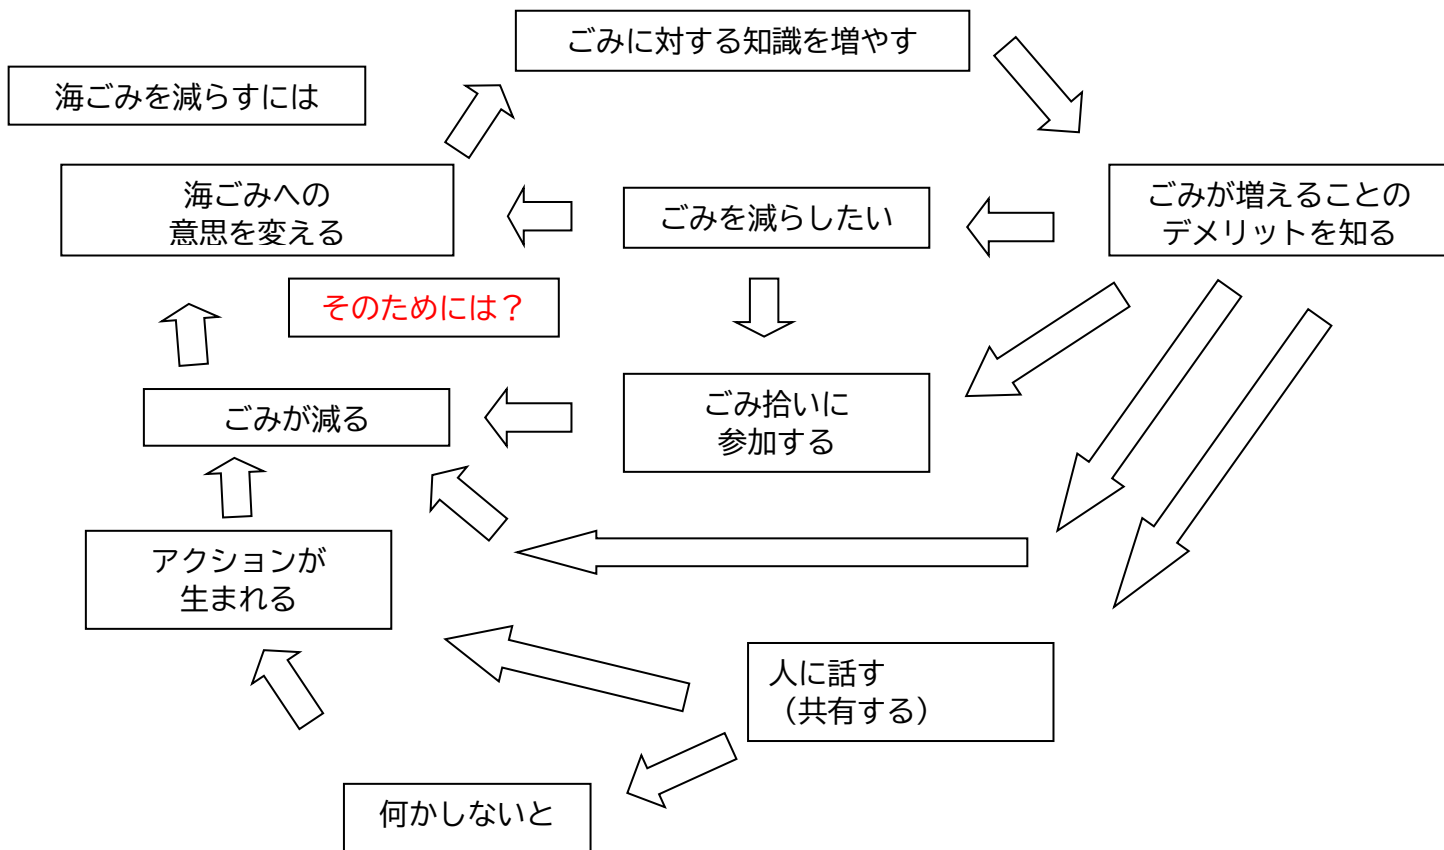 ごみに対する知識を増やす
海ごみを減らすには
海ごみへの
意思を変える
ごみを減らしたい
ごみが増えることの
デメリットを知る
そのためには？
ごみが減る
ごみ拾いに
参加する
アクションが
生まれる
人に話す
（共有する）
何かしないと